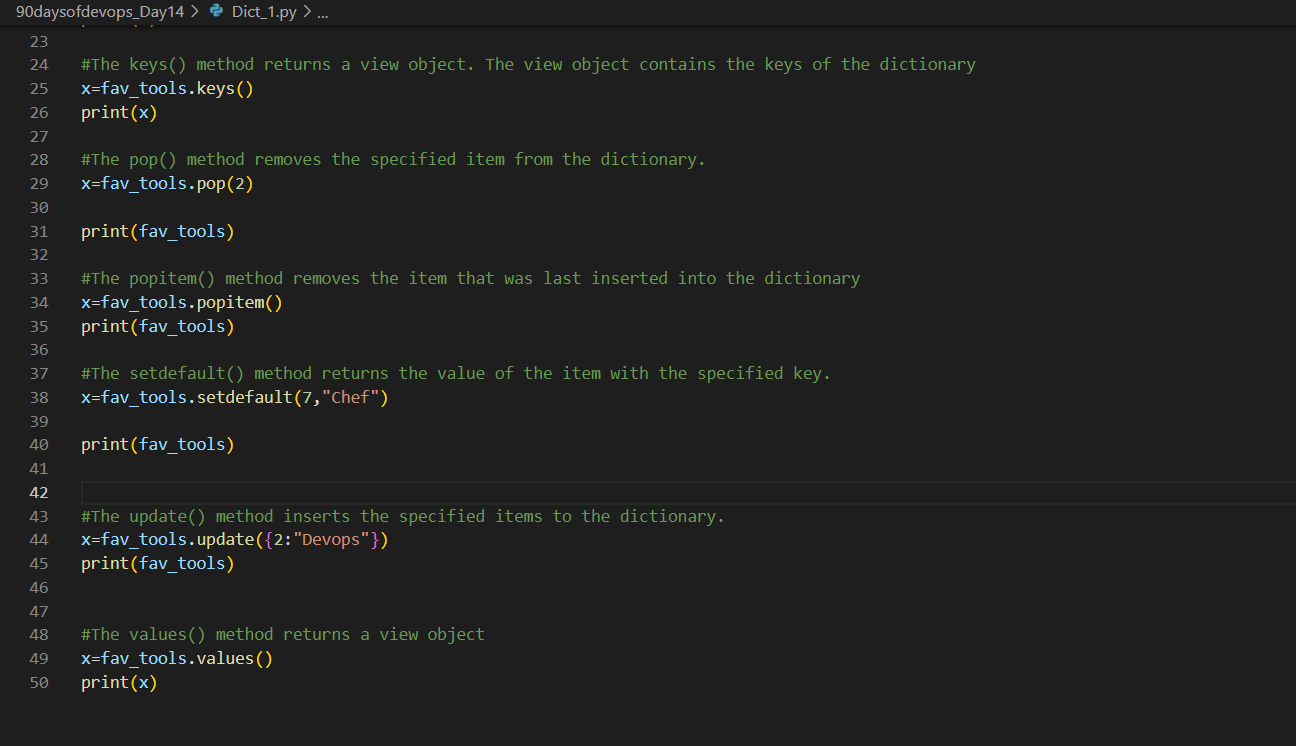 90daysofdevops_Day14 > Dict_1.py > ...
23
24 #The keys() method returns a view object. The view object contains the keys of the dictionary
25 x=fav_tools.keys()
26 print(x)
27
28 #The pop() method removes the specified item from the dictionary.
29 x=fav_tools.pop(2)
30
31 print(fav_tools)
32
33 #The popitem() method removes the item that was last inserted into the dictionary
34 x=fav_tools.popitem()
35 print(fav_tools)
36
37 #The setdefault() method returns the value of the item with the specified key.
38 x=fav_tools.setdefault(7,"Chef")
39
40 print(fav_tools)
41
42
43 #The update() method inserts the specified items to the dictionary.
44 x=fav_tools.update({2:"Devops"})
45 print(fav_tools)
46
47
48 #The values() method returns a view object
49 x=fav_tools.values()
50 print(x)